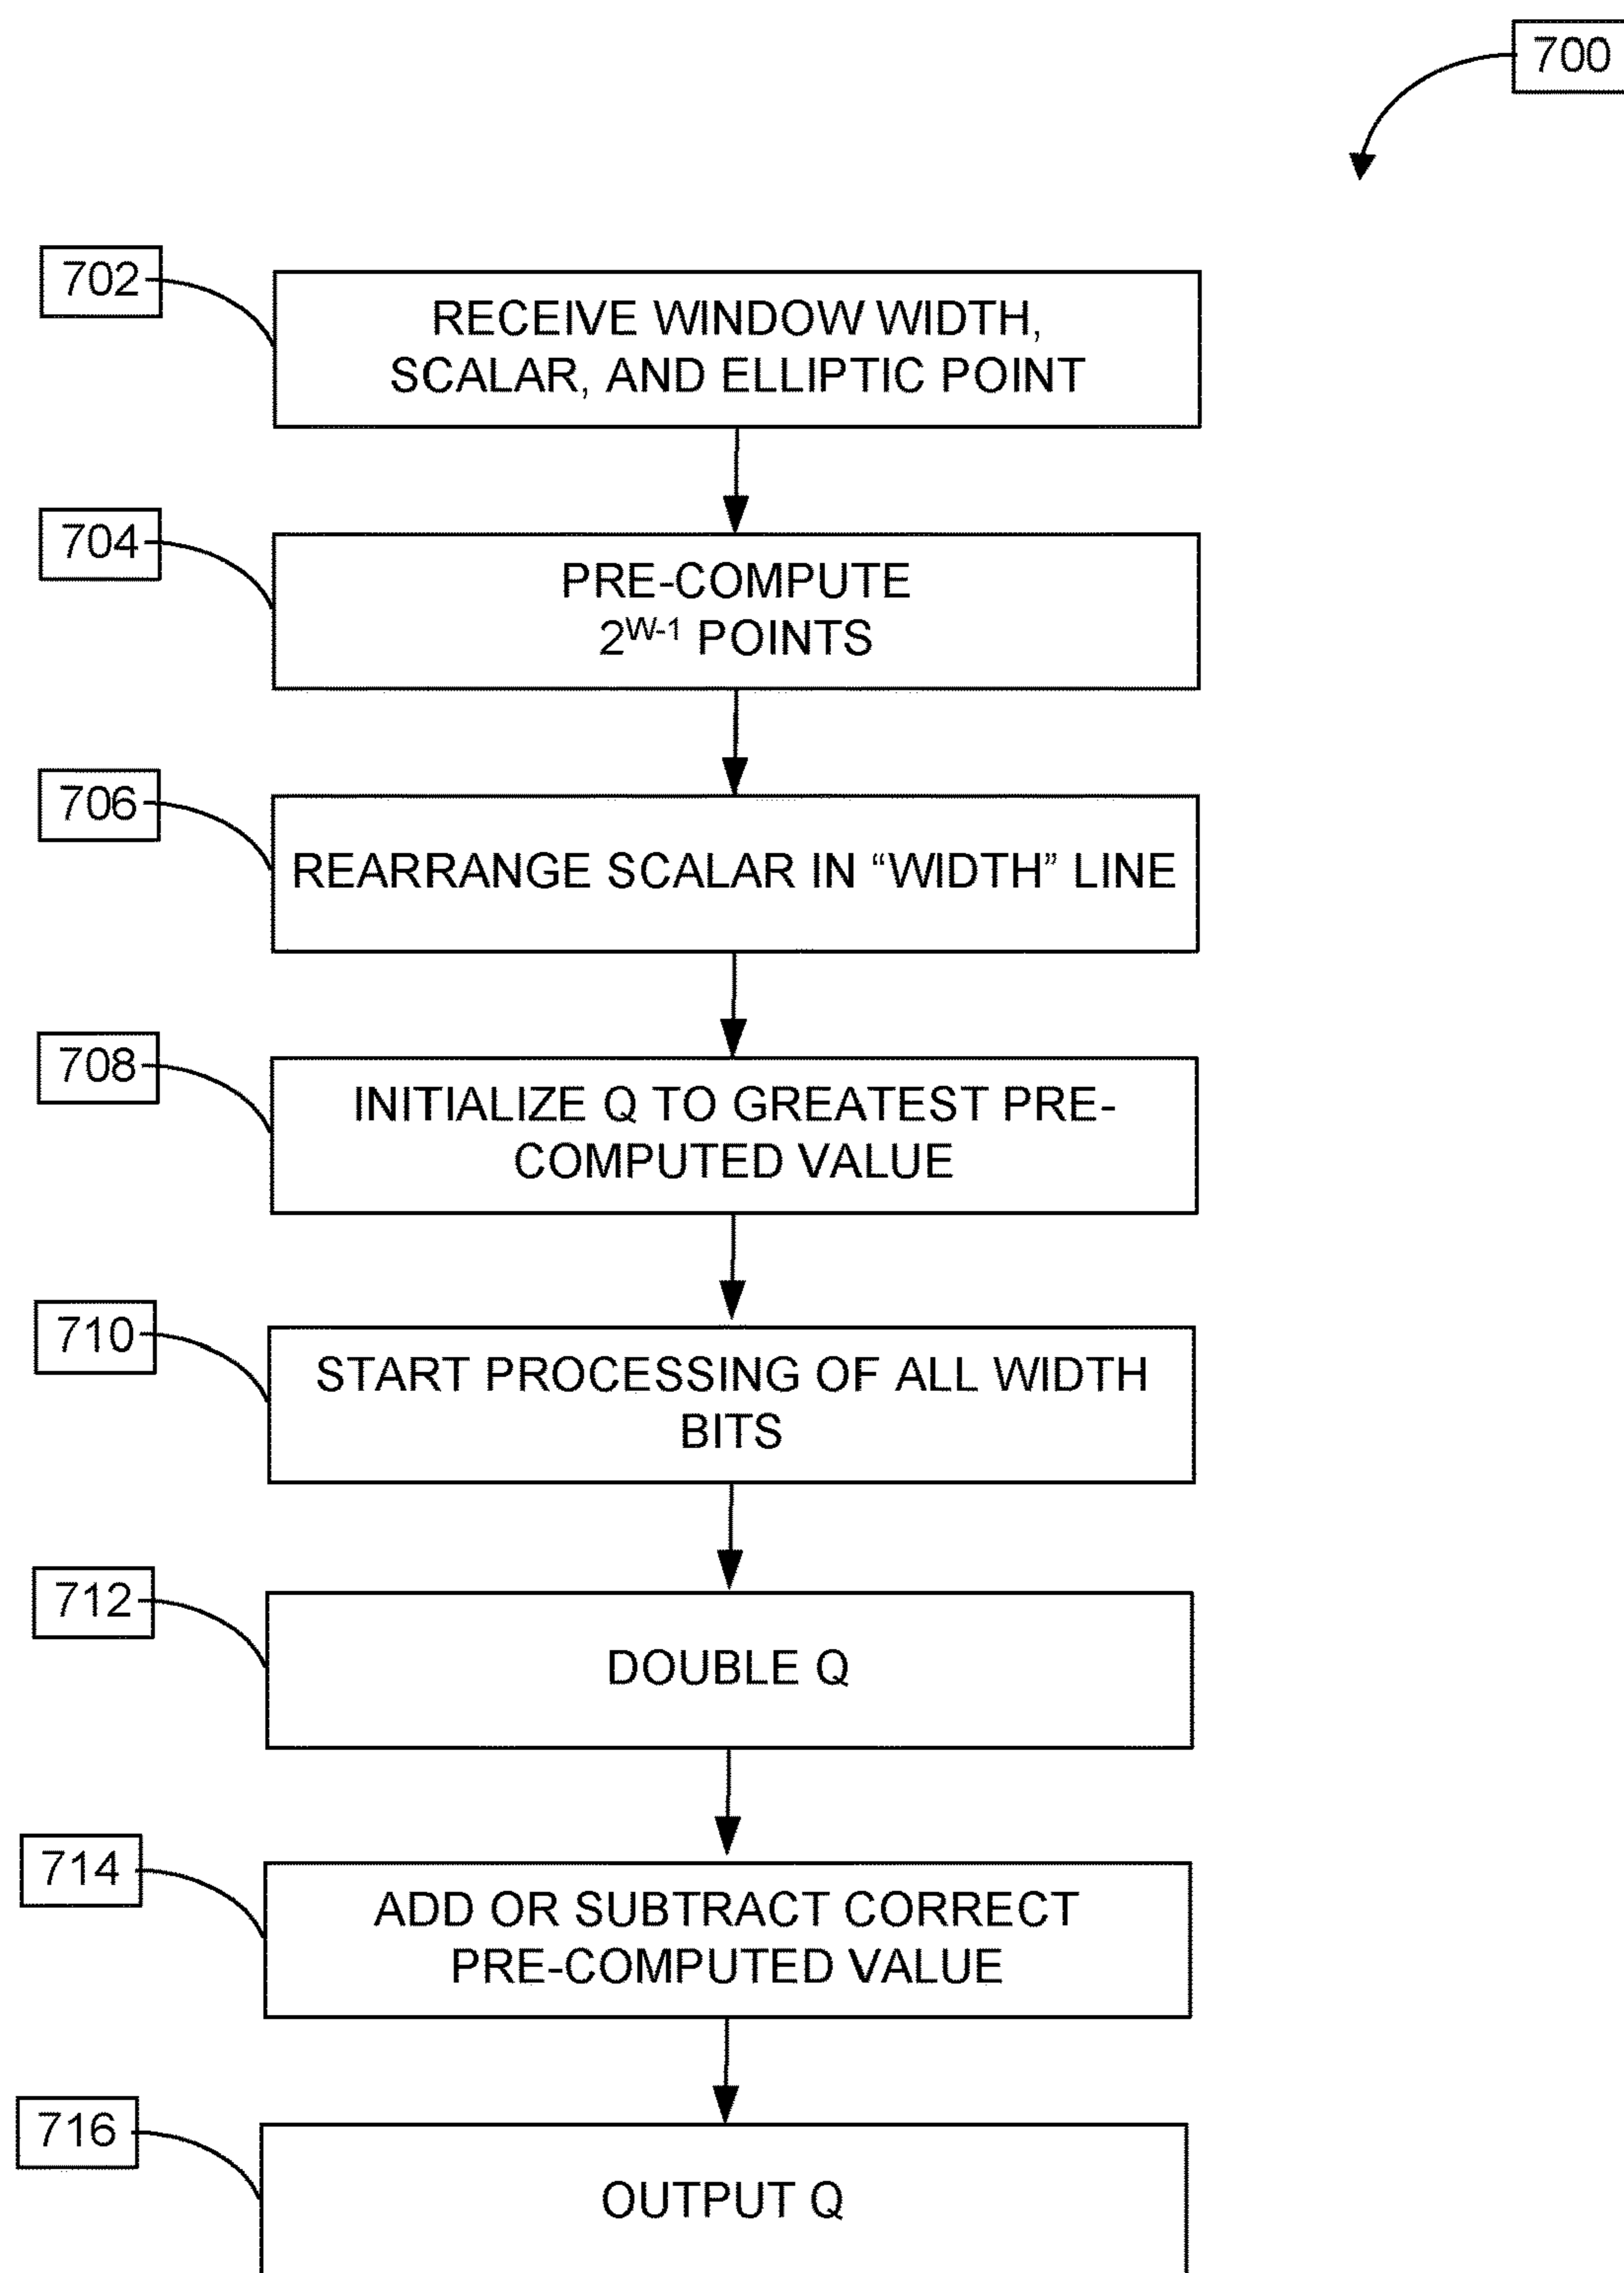 700
702
RECEIVE WINDOW WIDTH,
SCALAR, AND ELLIPTIC POINT
704
PRE-COMPUTE
2^W-1 POINTS
706
REARRANGE SCALAR IN “WIDTH” LINE
708
INITIALIZE Q TO GREATEST PRE-
COMPUTED VALUE
710
START PROCESSING OF ALL WIDTH
BITS
712
DOUBLE Q
714
ADD OR SUBTRACT CORRECT
PRE-COMPUTED VALUE
716
OUTPUT Q